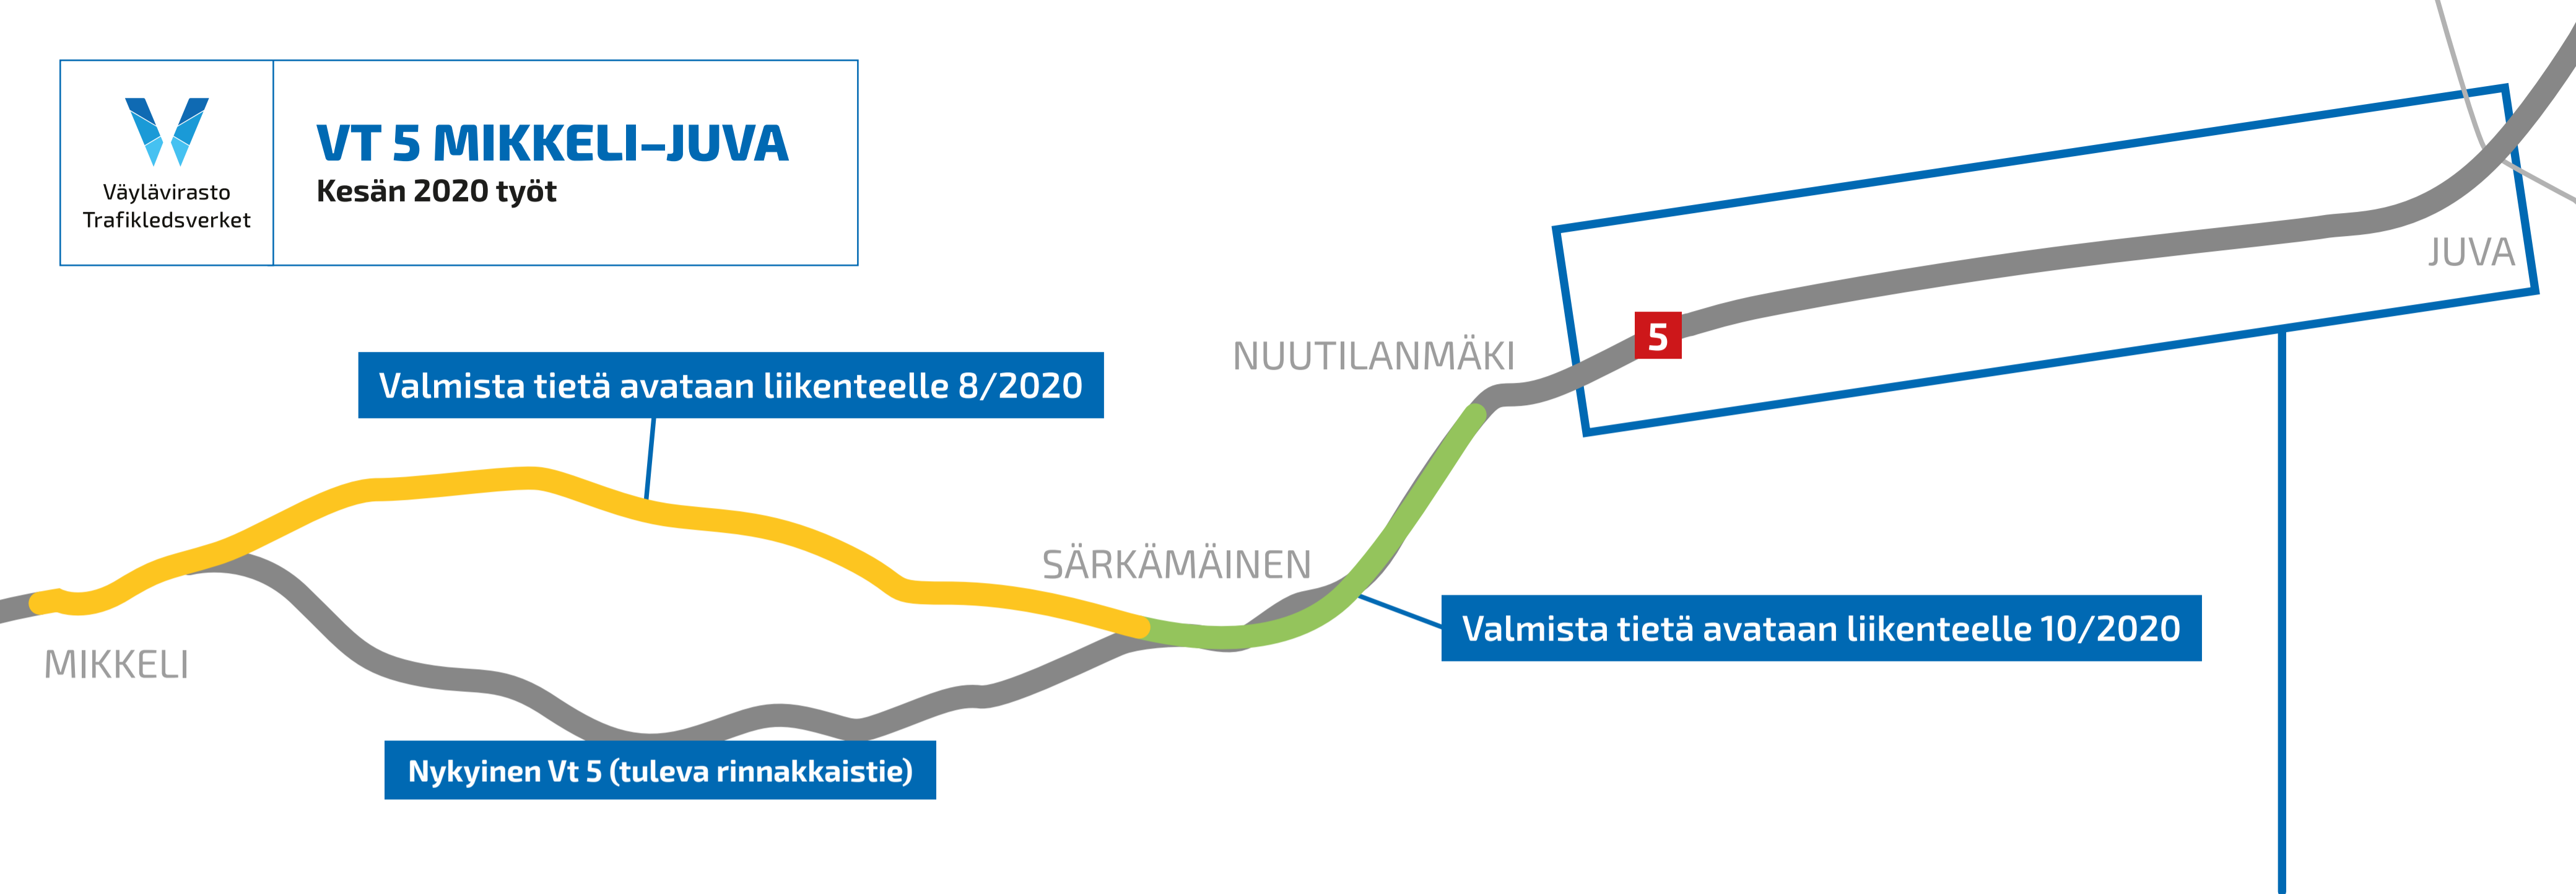 Väylävirasto
Trafikledsverket
VT 5 MIKKELI–JUVA
Kesän 2020 työt
JUVA
5
NUUTILANMÄKI
Valmista tietä avataan liikenteelle 8/2020
SÄRKÄMÄINEN
Valmista tietä avataan liikenteelle 10/2020
MIKKELI
Nykyinen Vt 5 (tuleva rinnakkaistie)